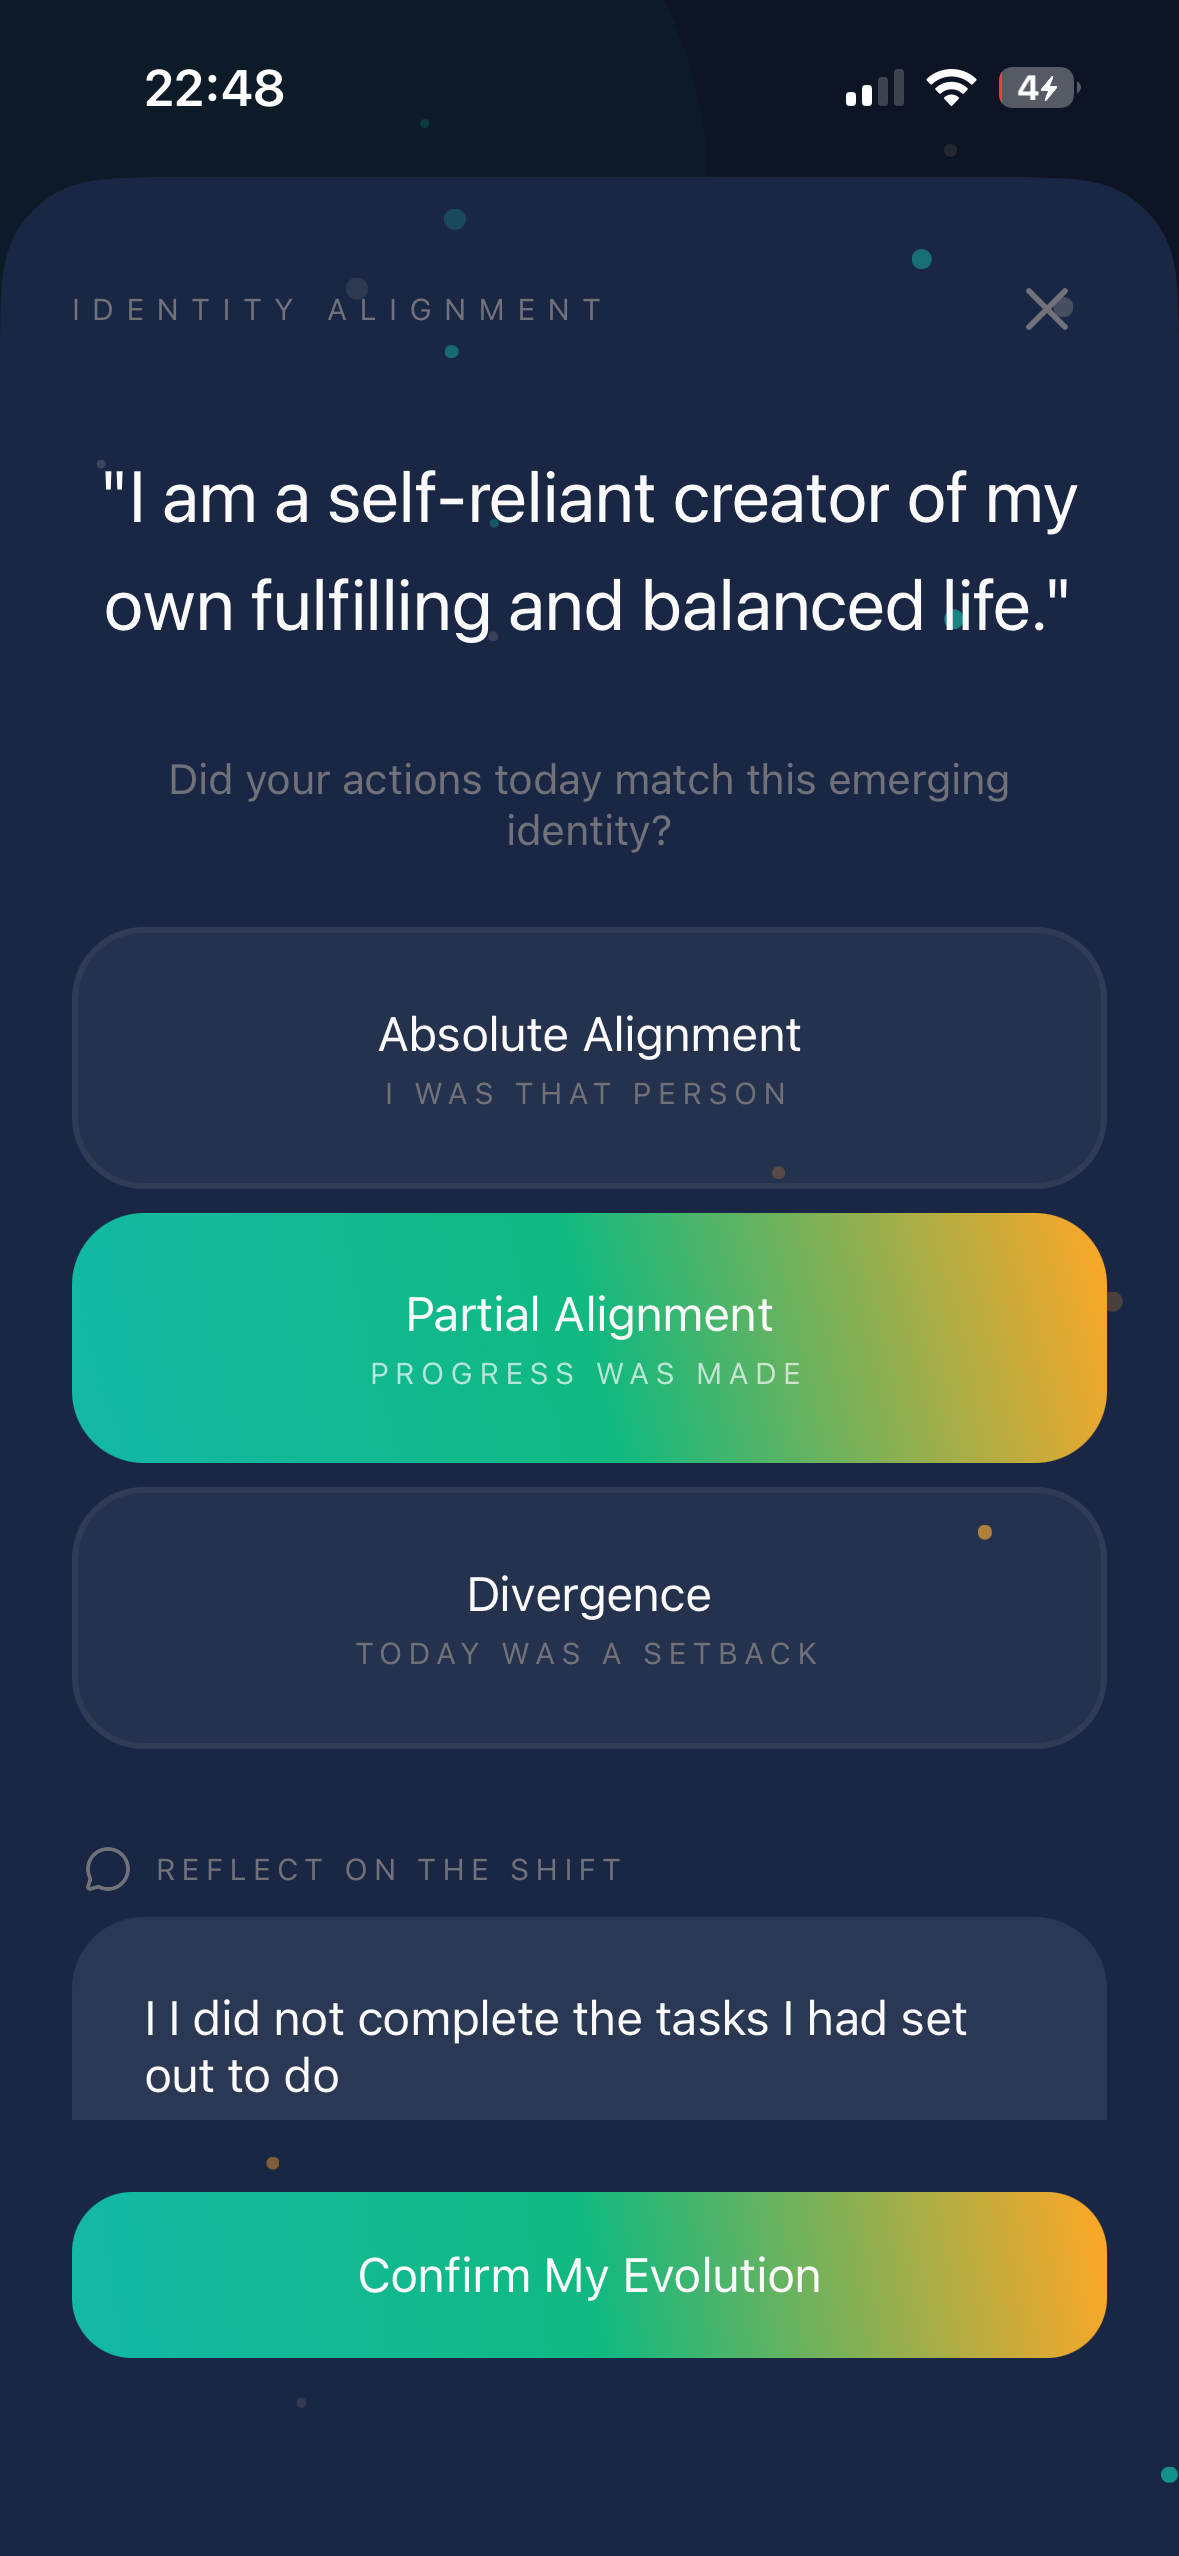 22:48
4
IDENTITY ALIGNMENT
"I am a self-reliant creator of my
own fulfilling and balanced life."
Did your actions today match this emerging
identity?
Absolute Alignment
I WAS THAT PERSON
Partial Alignment
PROGRESS WAS MADE
Divergence
TODAY WAS A SETBACK
REFLECT ON THE SHIFT
I I did not complete the tasks I had set
out to do
Confirm My Evolution